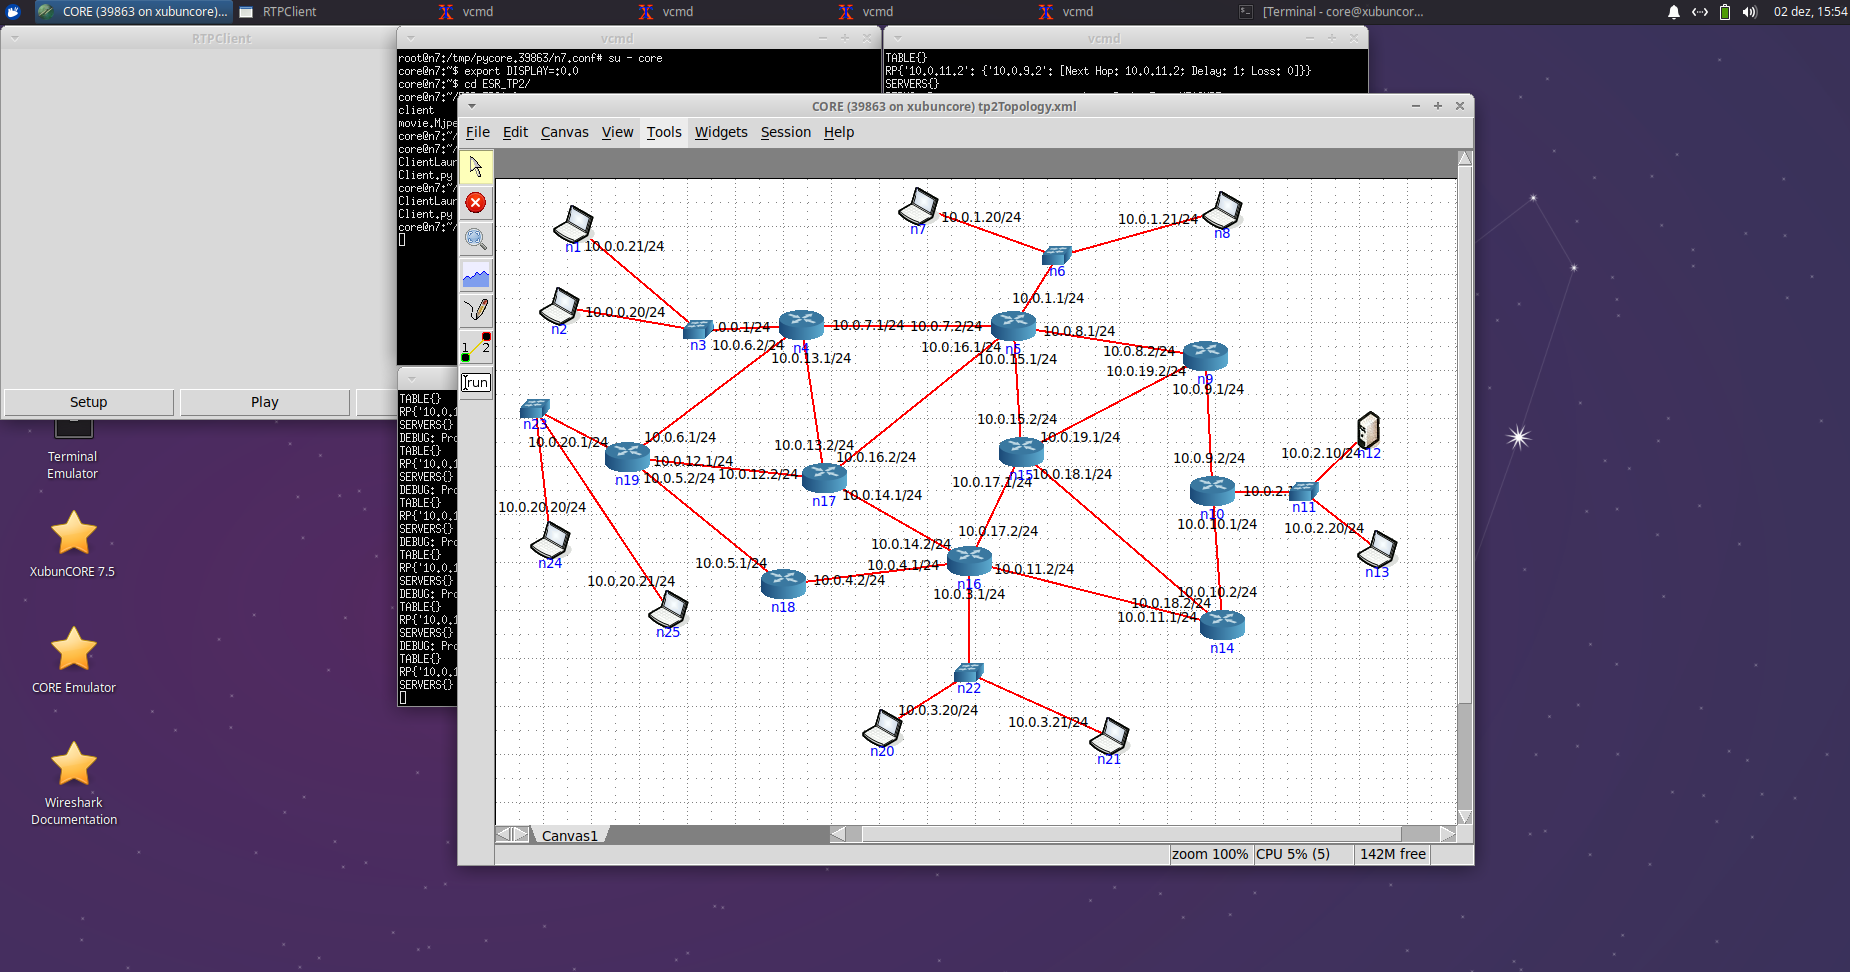 CORE (39863 on xubuncore)...
RTPClient
vcmd
vcmd
vcmd
vcmd
[Terminal - core@xubuncor...
02 dez, 15:54
RTPClient
Setup
Play
vcmd
root@n7:/tmp/pycore.39863/n7.conf# su - core
core@n7:~$ export DISPLAY=:0.0
core@n7:~$ cd ESR_TP2/
core@n7:~/
client
movie.Mjpe
core@n7:~/
core@n7:~/
ClientLaur
Client.py
core@n7:~/
ClientLaur
Client.py
core@n7:~/
vcmd
TABLE{}
RP{'10.0.11.2': {'10.0.9.2': [Next Hop: 10.0.11.2; Delay: 1; Loss: 0]}}
SERVERS{}
TABLE{}
RP{'10.0.1
SERVERS{}
DEBUG: Pro
TABLE{}
RP{'10.0.1
SERVERS{}
DEBUG: Pro
TABLE{}
RP{'10.0.1
SERVERS{}
DEBUG: Pro
TABLE{}
RP{'10.0.1
SERVERS{}
DEBUG: Pro
TABLE{}
RP{'10.0.1
SERVERS{}
DEBUG: Pro
TABLE{}
RP{'10.0.1
SERVERS{}
CORE (39863 on xubuncore) tp2Topology.xml
File Edit Canvas View Tools Widgets Session Help
1 2
run
n1
10.0.0.21/24
n2
10.0.0.20/24
n3
.0.0.1/24
10.0.6.2/24
n4
10.0.13.1/24
10.0.7.1/24
10.0.7.2/24
n5
10.0.16.1/24
10.0.15.1/24
10.0.8.1/24
10.0.1.1/24
n6
n7
10.0.1.20/24
n8
10.0.1.21/24
10.0.8.2/24
10.0.19.2/24
n9
10.0.9.1/24
10.0.9.2/24
n10
10.0.2.1
10.0.10.1/24
n11
10.0.2.10/24
n12
10.0.2.20/24
n13
10.0.10.2/24
10.0.18.2/24
10.0.11.1/24
n14
10.0.15.2/24
10.0.19.1/24
n15
10.0.18.1/24
10.0.17.1/24
10.0.17.2/24
10.0.14.2/24
10.0.4.1/24
n16
10.0.11.2/24
10.0.3.1/24
10.0.13.2/24
10.0.16.2/24
10.0.12.2/24
n17
10.0.14.1/24
10.0.5.1/24
n18
10.0.4.2/24
10.0.20.1/24
10.0.6.1/24
n19
10.0.12.1/24
10.0.5.2/24
n23
10.0.20.20/24
n24
10.0.20.21/24
n25
n22
10.0.3.20/24
n20
10.0.3.21/24
n21
Canvas1
zoom 100%
CPU 5% (5)
142M free
Terminal
Emulator
XubunCORE 7.5
CORE Emulator
Wireshark
Documentation